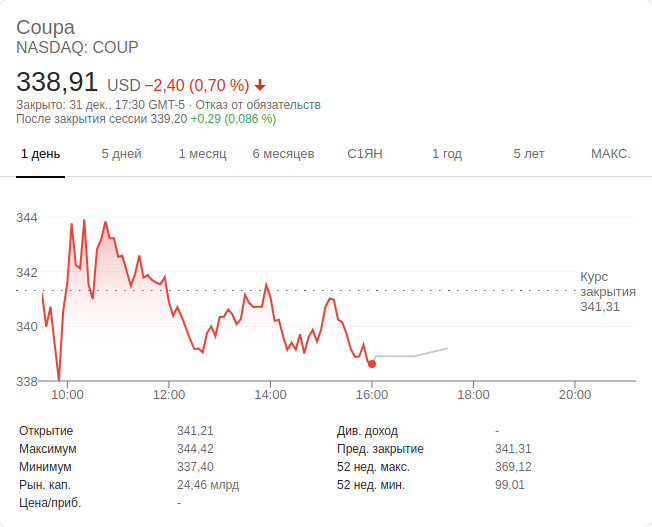 Coupa
NASDAQ: COUP
338,91 USD −2,40 (0,70 %)
Закрыто: 31 дек., 17:30 GMT-5 · Отказ от обязательств
После закрытия сессии 339,20 +0,29 (0,086 %)
1 день 5 дней 1 месяц 6 месяцев С1ЯН 1 год 5 лет МАКС.
344
342
Курс
закрытия
341,31
340
338
10:00 12:00 14:00 16:00 18:00 20:00
Открытие 341,21 Див. доход -
Максимум 344,42 Пред. закрытие 341,31
Минимум 337,40 52 нед. макс. 369,12
Рын. кап. 24,46 млрд 52 нед. мин. 99,01
Цена/приб. -